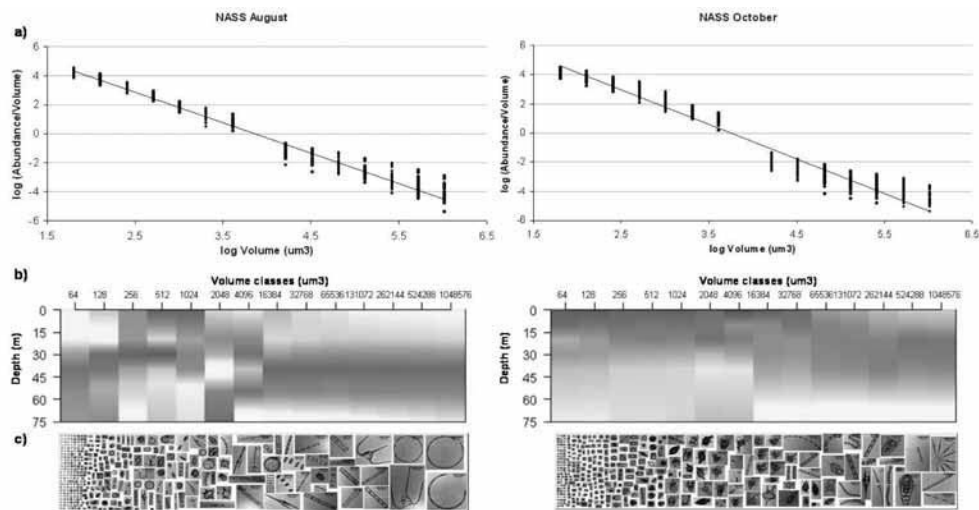 NASS August
NASS October
a)
6
4
2
0
-2
-4
-6
log (Abundance/Volume)
1.5 2.5 3.5 4.5 5.5 6.5
log Volume (um3)
6
4
2
0
-2
-4
-6
log (Abundance/Volume)
1.5 2.5 3.5 4.5 5.5 6.5
log Volume (um3)
b)
Volume classes (um3)
64 128 256 512 1024 2048 4096 16384 32768 65536 131072 262144 524288 1048576
0
15
30
45
60
75
Depth (m)
Volume classes (um3)
64 128 256 512 1024 2048 4096 16384 32768 65536 131072 262144 524288 1048576
0
15
30
45
60
75
Depth (m)
c)